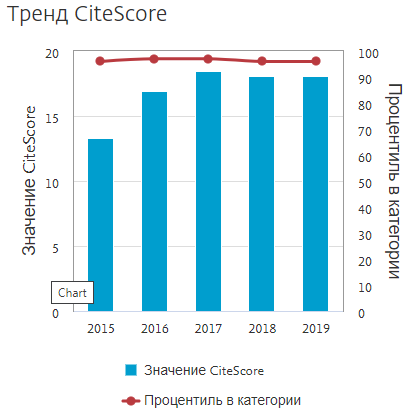 Тренд CiteScore
20
15
10
5
0
Значение CiteScore
100
90
80
70
60
50
40
30
20
10
0
Процентиль в категории
Chart
2015 2016 2017 2018 2019
Значение CiteScore
Процентиль в категории